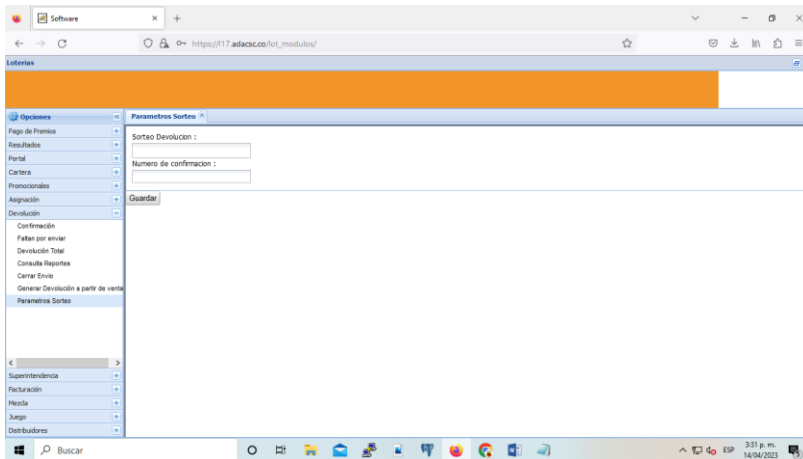 Software
https://l17.adacsc.co/lot_modulos/
Loterias
Opciones
Parametros Sorteo
Pago de Premios
Resultados
Portal
Cartera
Promocionales
Asignación
Devolución
Confirmación
Faltan por enviar
Devolución Total
Consulta Reportes
Cerrar Envio
Generar Devolución a partir de venta
Parametros Sorteo
Superintendencia
Facturación
Mezcla
Juego
Distribuidores
Sorteo Devolucion :
Numero de confirmacion :
Guardar
Buscar
ESP
3:31 p. m.
14/04/2023